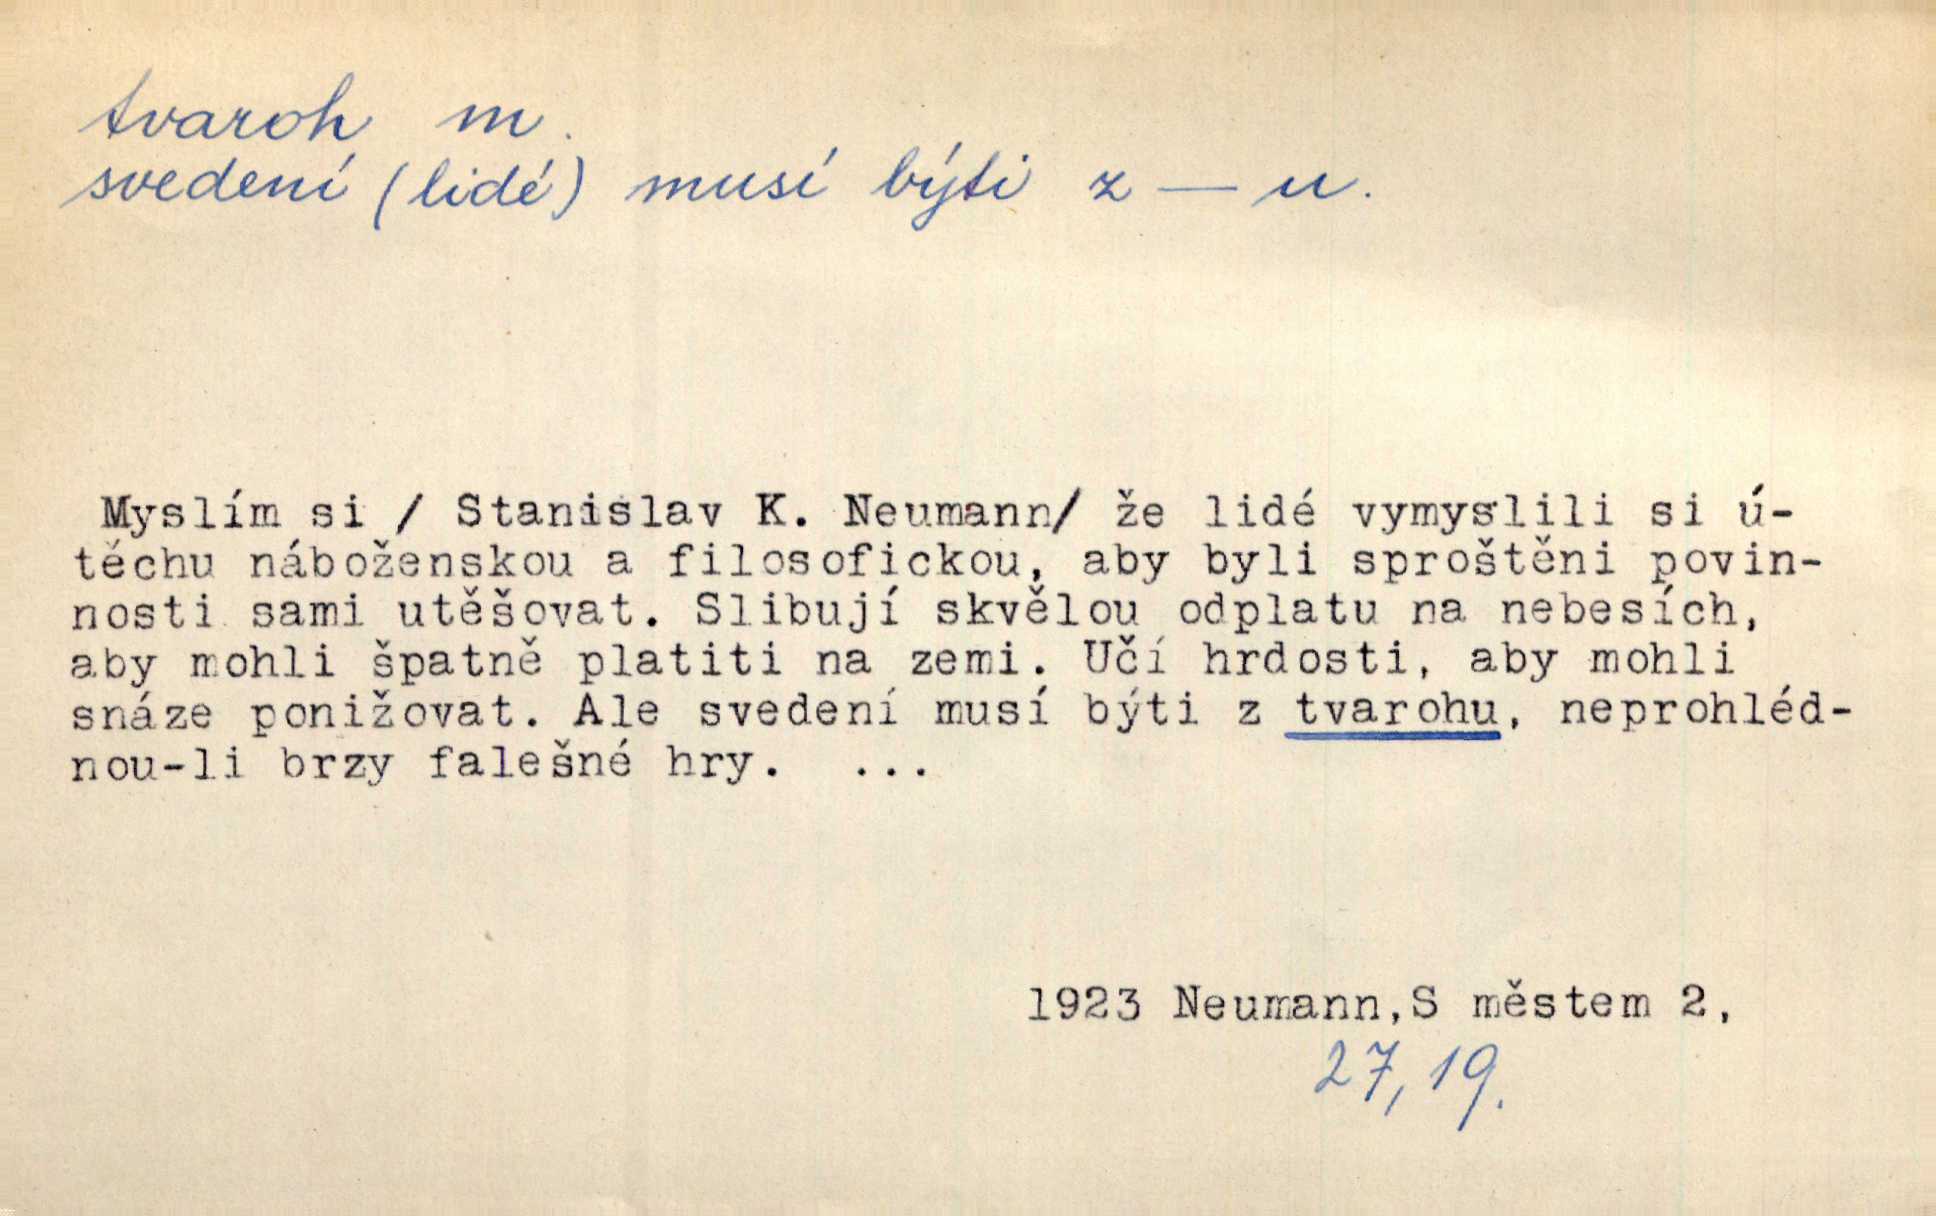 tvaroh m.
svedení (lidé) musí býti z — u.
Myslím si / Stanislav K. Neumann/ že lidé vymyslili si ú-
těchu náboženskou a filosofickou, aby byli sproštěni povin-
nosti sami utěšovat. Slibují skvělou odplatu na nebesích,
aby mohli špatně platiti na zemi. Učí hrdosti, aby mohli
snáze ponižovat. Ale svedení musí býti z tvarohu, neprohléd-
nou-li brzy falešné hry. ...
1923 Neumann,S městem 2,
27,19.